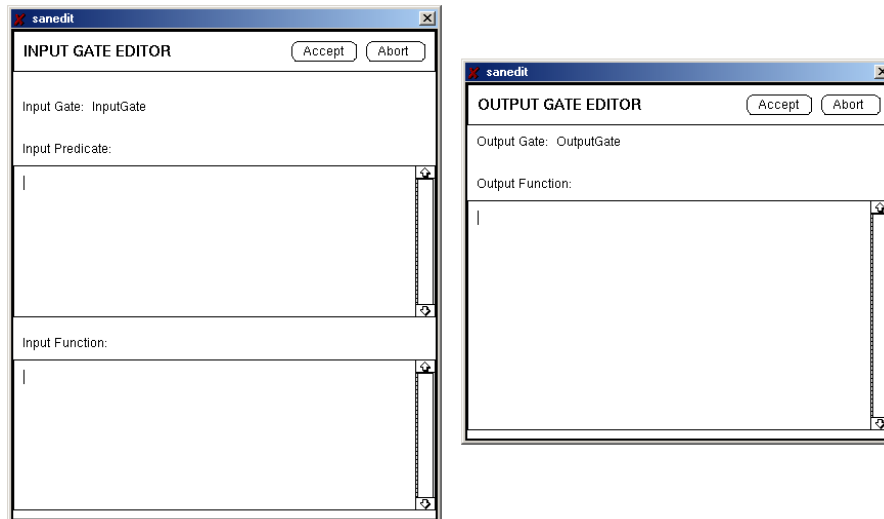 sanedit
INPUT GATE EDITOR Accept Abort
Input Gate: InputGate
Input Predicate:
Input Function:
sanedit
OUTPUT GATE EDITOR Accept Abort
Output Gate: OutputGate
Output Function: